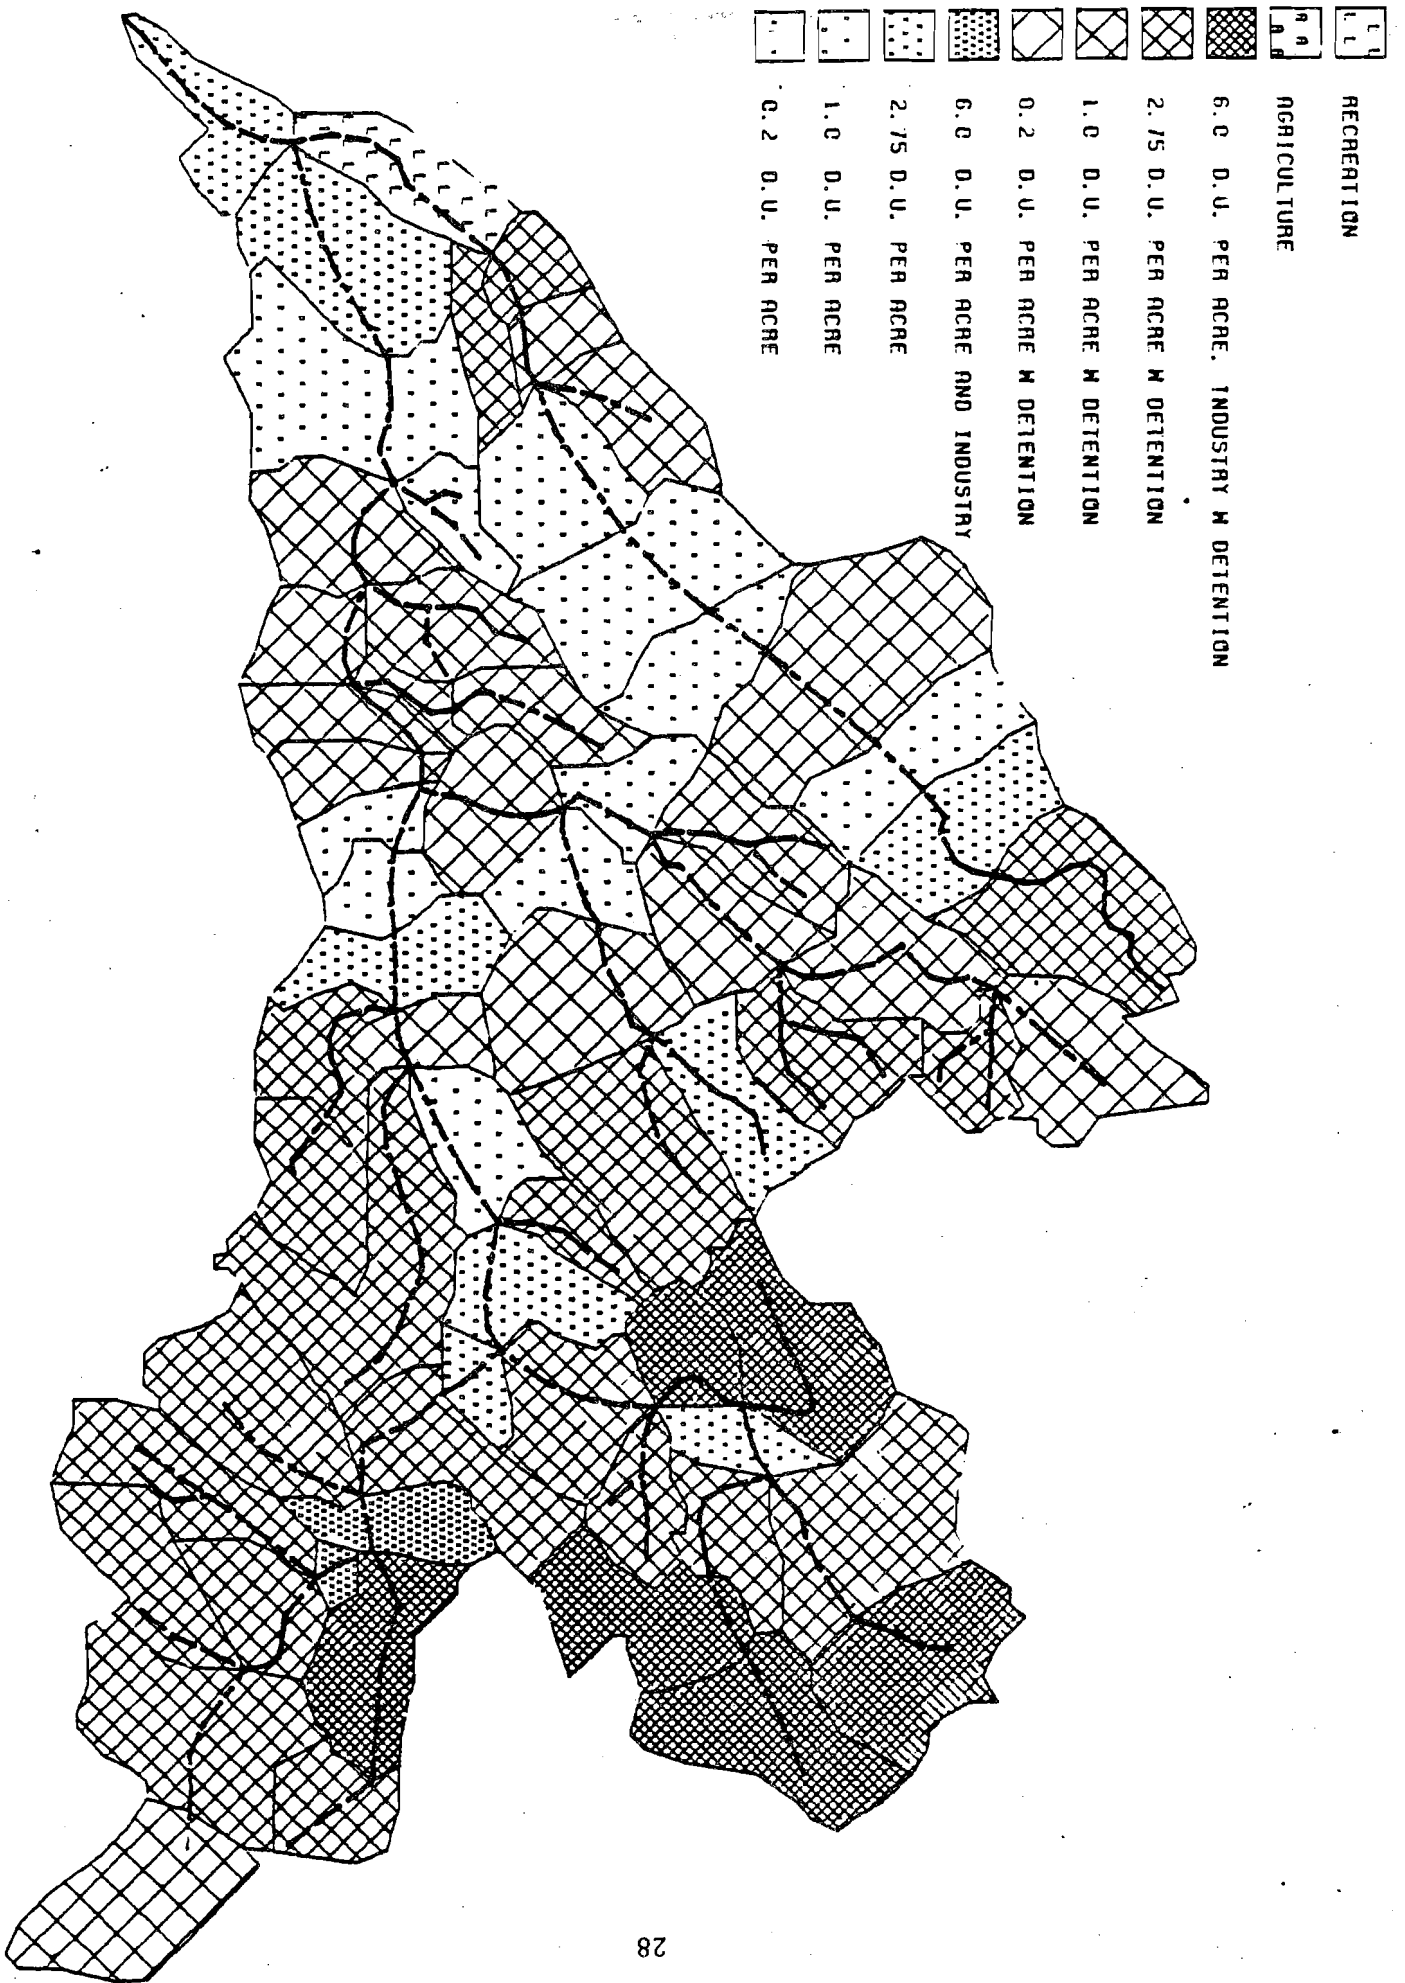 RECREATION
AGRICULTURE
6.0 D.U. PER ACRE, INDUSTRY W DETENTION
2.75 D.U. PER ACRE W DETENTION
1.0 D.U. PER ACRE W DETENTION
0.2 D.U. PER ACRE W DETENTION
6.0 D.U. PER ACRE AND INDUSTRY
2.75 D.U. PER ACRE
1.0 D.U. PER ACRE
0.2 D.U. PER ACRE
28